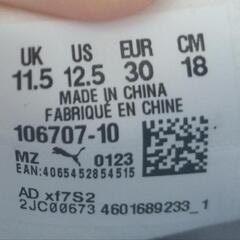 UK US EUR CM
11.5 12.5 30 18
MADE IN CHINA
FABRIQUÉ EN CHINE
106707-10
MZ 0123
EAN:4065452854515
AD xf7S2
2JC00673 4601689233_1